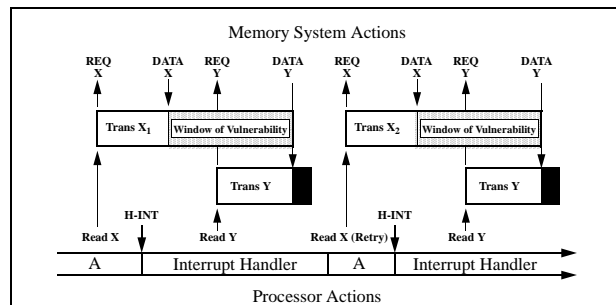 Memory System Actions
REQ X DATA X REQ Y DATA Y REQ X DATA X REQ Y DATA Y
Trans X1 Window of Vulnerability Trans X2 Window of Vulnerability
Trans Y Trans Y
H-INT H-INT
Read X Read Y Read X (Retry) Read Y
A Interrupt Handler A Interrupt Handler
Processor Actions